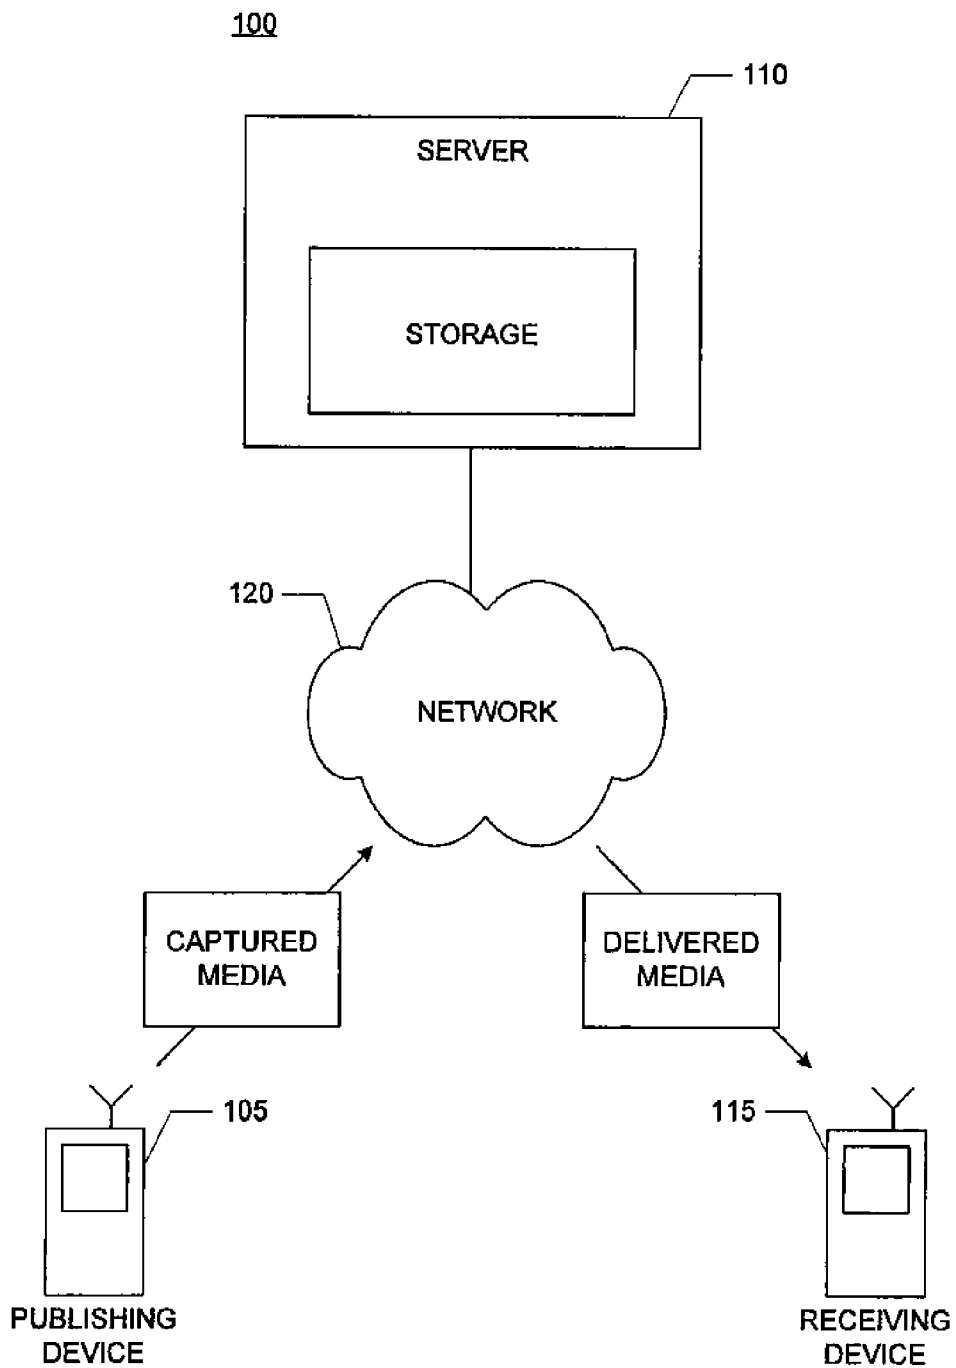 100
110
SERVER
STORAGE
120
NETWORK
CAPTURED
MEDIA
DELIVERED
MEDIA
105
115
PUBLISHING
DEVICE
RECEIVING
DEVICE